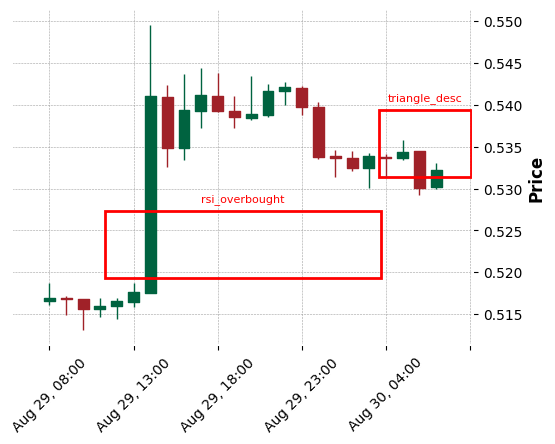 0.550
0.545
triangle_desc
0.540
0.535
Price
0.530
rsi_overbought
0.525
0.520
0.515
Aug 29, 08:00
Aug 29, 13:00
Aug 29, 18:00
Aug 29, 23:00
Aug 30, 04:00